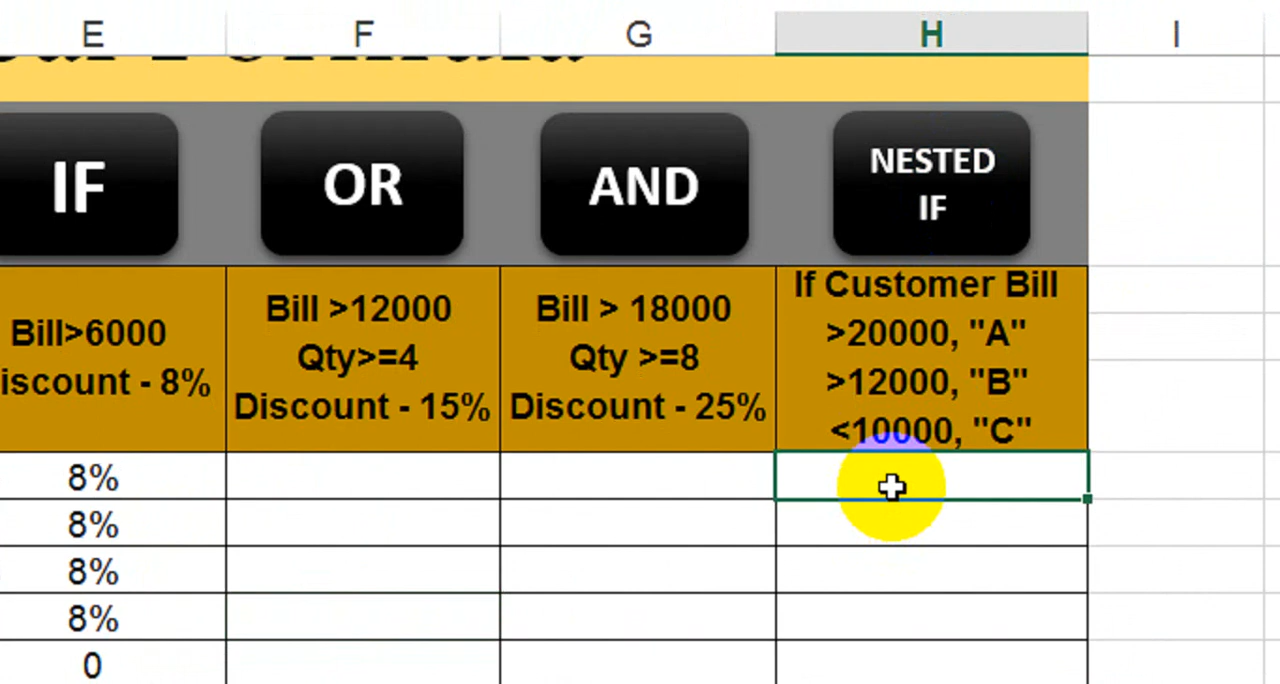 E F G H I
IF OR AND NESTED
IF
Bill>6000
iscount - 8%
Bill >12000
Qty>=4
Discount - 15%
Bill > 18000
Qty >=8
Discount - 25%
If Customer Bill
>20000, "A"
>12000, "B"
<10000, "C"
8%
8%
8%
8%
0